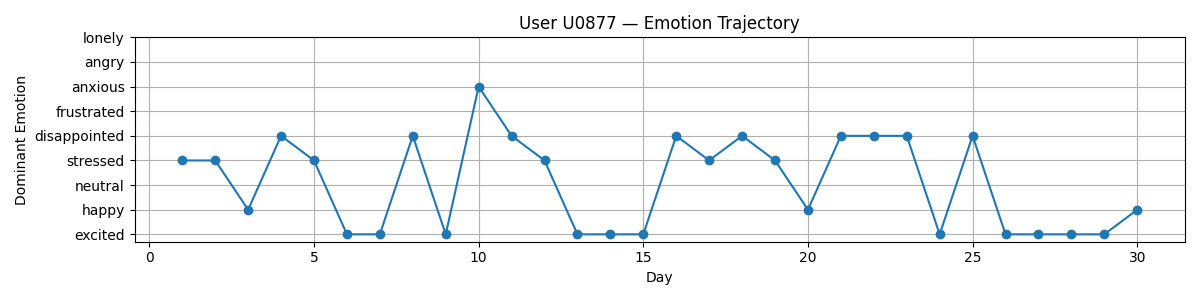 User U0877 — Emotion Trajectory
Dominant Emotion
lonely
angry
anxious
frustrated
disappointed
stressed
neutral
happy
excited
0 5 10 15 20 25 30
Day